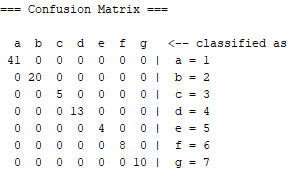 === Confusion Matrix ===
a b c d e f g <-- classified as
41 0 0 0 0 0 0 | a = 1
0 20 0 0 0 0 0 | b = 2
0 0 5 0 0 0 0 | c = 3
0 0 0 13 0 0 0 | d = 4
0 0 0 0 4 0 0 | e = 5
0 0 0 0 0 8 0 | f = 6
0 0 0 0 0 0 10 | g = 7